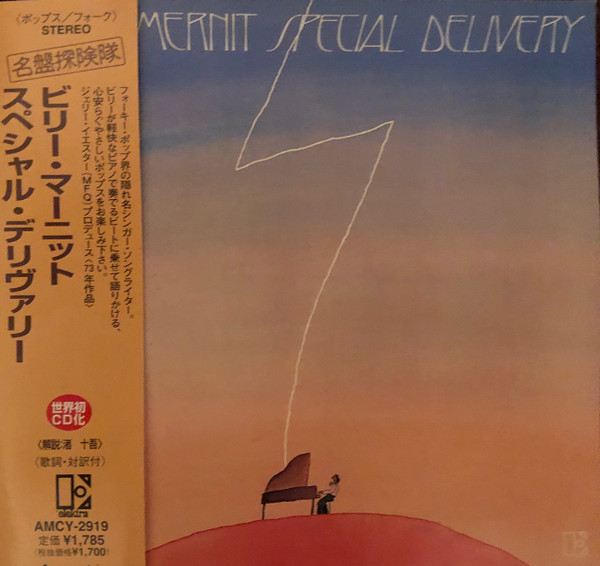 《ポップス/フォーク》
STEREO
名盤探険隊
ビリー・マーニット
スペシャル・デリヴァリー
フォーキー・ポップ界の隠れ名シンガー・ソングライター。
ビリーが軽快なピアノで奏でるビートに乗せて語りかける、
心安らぐやさしいポップスをお楽しみ下さい。
ジェリー・イエスター[MFQ]プロデュース〈73年作品〉
世界初
CD化
〈解説:渚 十吾〉
〈歌詞・対訳付〉
elektra
AMCY-2919
定価 ¥1,785
(税抜価格¥1,700)
MERNIT SPECIAL DELIVERY